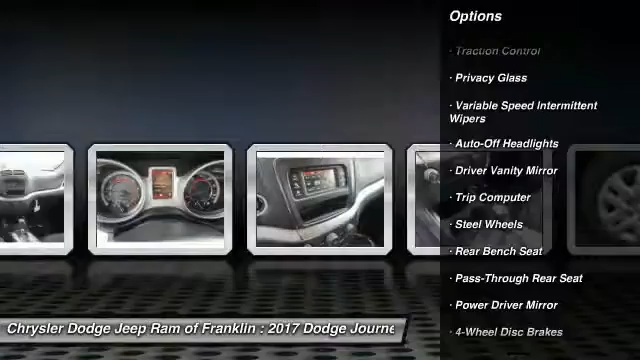 Options
· Traction Control
· Privacy Glass
· Variable Speed Intermittent
Wipers
· Auto-Off Headlights
· Driver Vanity Mirror
· Trip Computer
· Steel Wheels
· Rear Bench Seat
· Pass-Through Rear Seat
· Power Driver Mirror
· 4-Wheel Disc Brakes
Chrysler Dodge Jeep Ram of Franklin : 2017 Dodge Journe